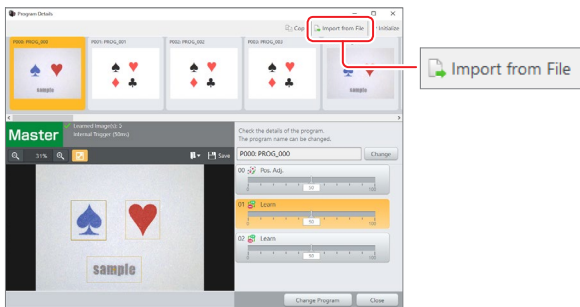 Program Details
Copy Import from File Initialize
P000: PROG_000 P001: PROG_001 P002: PROG_002 P003: PROG_003
sample
sample
Import from File
Master
Learned Image(s): 2
Internal Trigger (50ms)
31% Save
Check the details of the program.
The program name can be changed.
P000: PROG_000 Change
00 Pos. Adj.
0 50 100
01 Learn
0 50 100
02 Learn
0 50 100
sample
Change Program Close